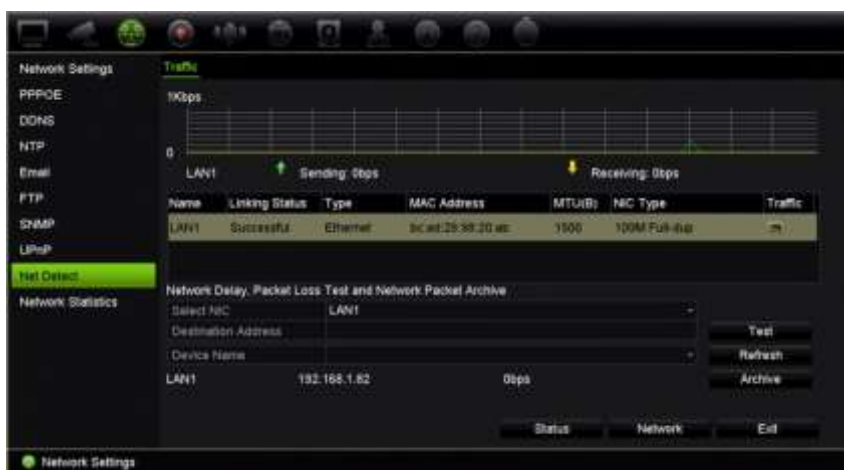 Network Settings
Traffic
PPPOE
DDNS
NTP
Email
FTP
SNMP
UPnP
Net Detect
Network Statistics
1Kbps
0
LAN1 Sending: 0bps Receiving: 0bps
Name Linking Status Type MAC Address MTU(B) NIC Type Traffic
LAN1 Successful Ethernet 1500 100M Full-dup
Network Delay, Packet Loss Test and Network Packet Archive
Select NIC LAN1
Destination Address Test
Device Name Refresh
LAN1 192.168.1.82 0bps Archive
Status Network Exit
Network Settings